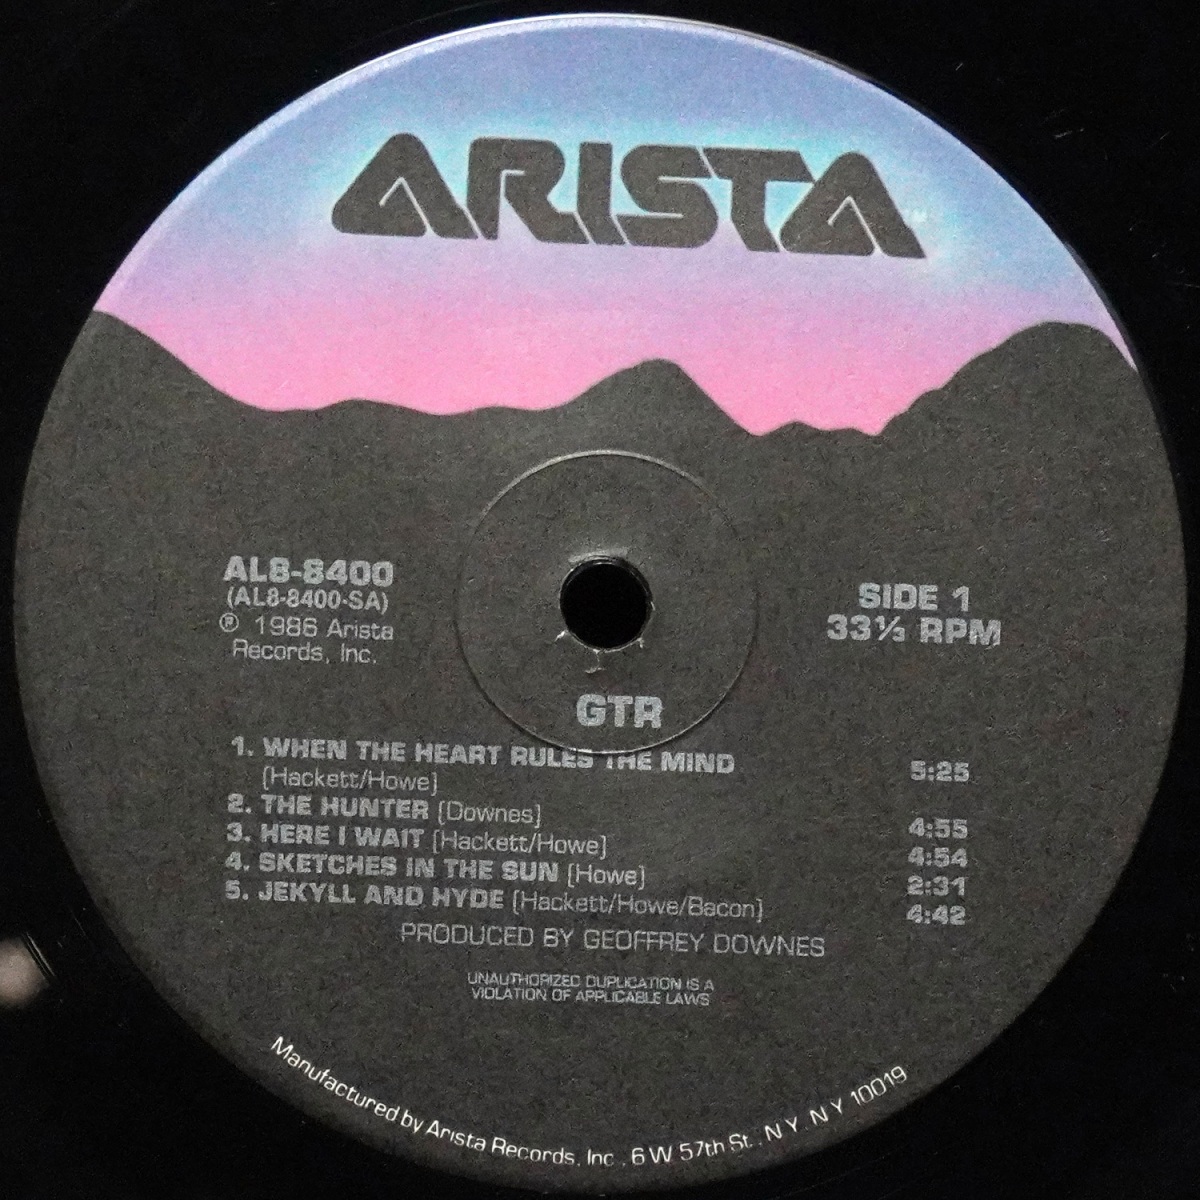 ARISTA
AL8-8400
(AL8-8400-SA)
℗ 1986 Arista
Records, Inc.
SIDE 1
33⅓ RPM
GTR
1. WHEN THE HEART RULES THE MIND 5:25
[Hackett/Howe]
2. THE HUNTER [Downes] 4:55
3. HERE I WAIT [Hackett/Howe] 4:54
4. SKETCHES IN THE SUN [Howe] 2:31
5. JEKYLL AND HYDE [Hackett/Howe/Bacon] 4:42
PRODUCED BY GEOFFREY DOWNES
UNAUTHORIZED DUPLICATION IS A
VIOLATION OF APPLICABLE LAWS
Manufactured by Arista Records, Inc., 6 W 57th St., N.Y. N Y 10019